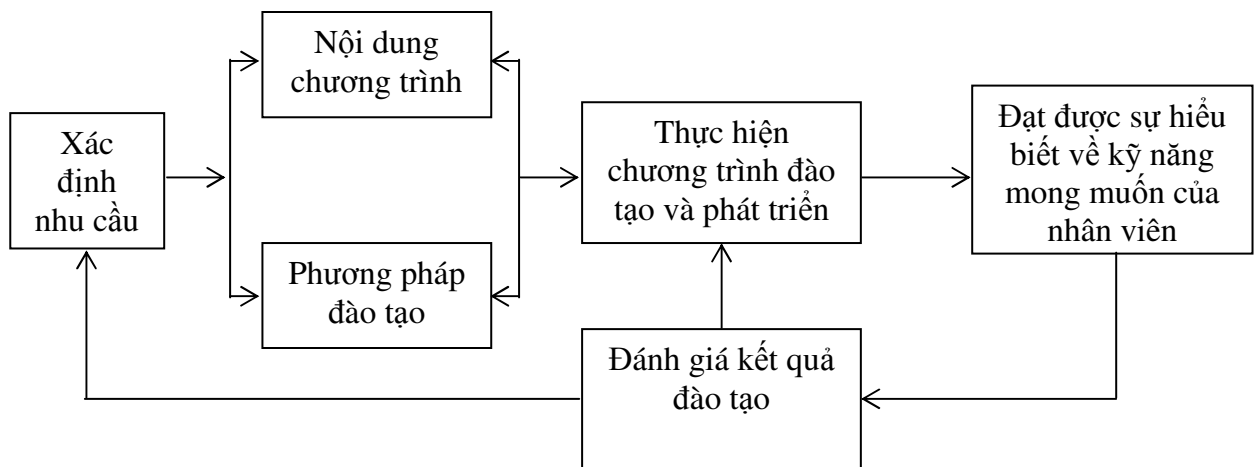 Xác
định
nhu cầu
Nội dung
chương trình
Phương pháp
đào tạo
Thực hiện
chương trình đào
tạo và phát triển
Đạt được sự hiểu
biết về kỹ năng
mong muốn của
nhân viên
Đánh giá kết quả
đào tạo